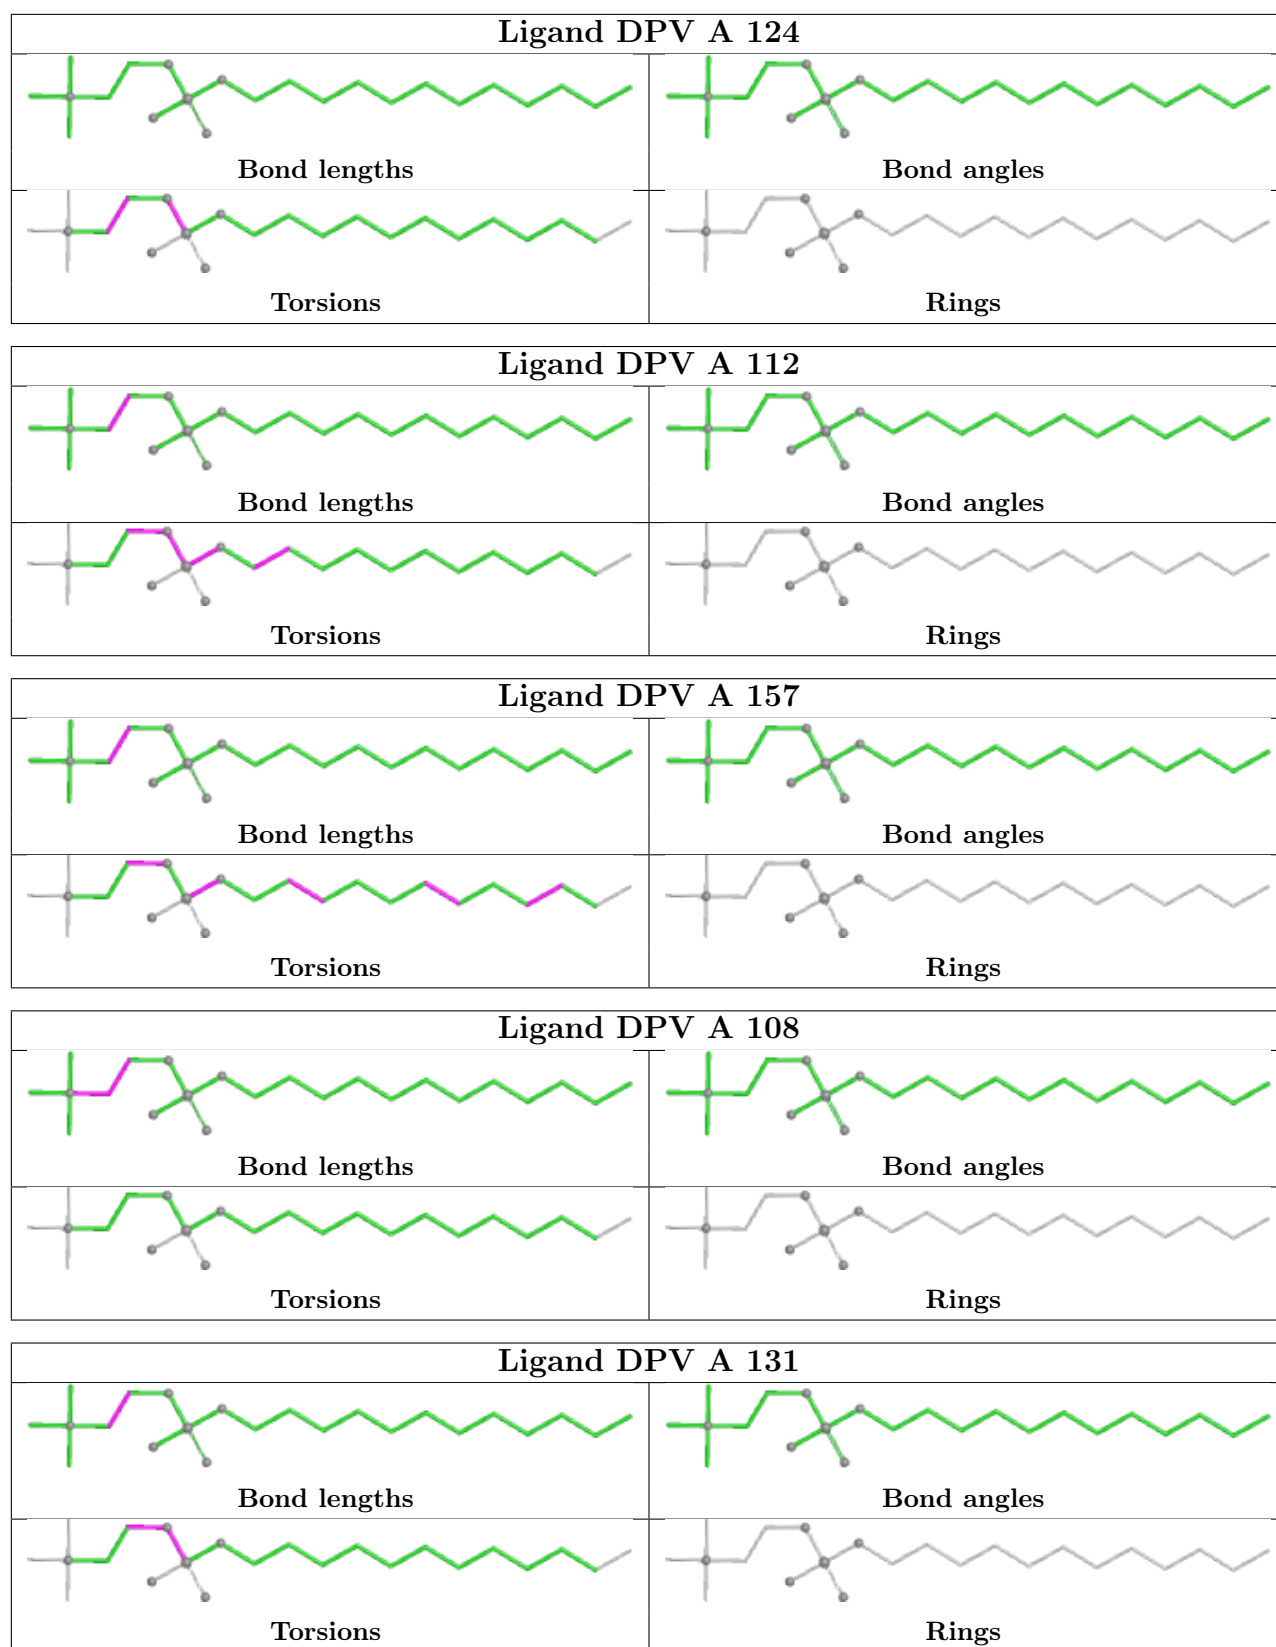 Ligand DPV A 124
Bond lengths
Bond angles
Torsions
Rings
Ligand DPV A 112
Bond lengths
Bond angles
Torsions
Rings
Ligand DPV A 157
Bond lengths
Bond angles
Torsions
Rings
Ligand DPV A 108
Bond lengths
Bond angles
Torsions
Rings
Ligand DPV A 131
Bond lengths
Bond angles
Torsions
Rings